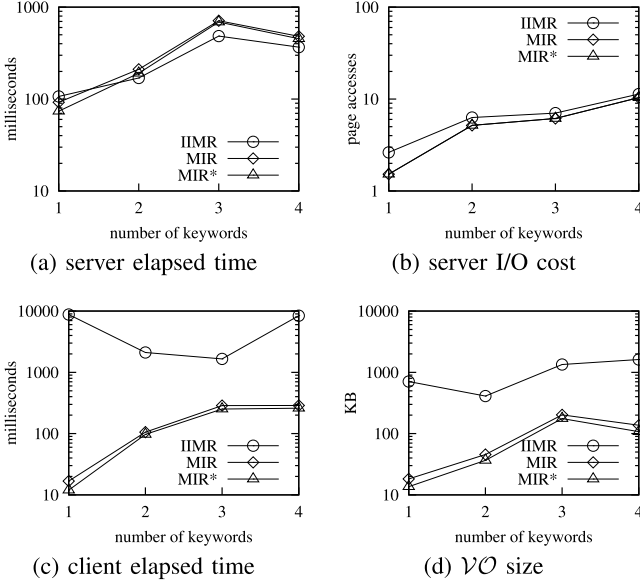 1000
100
10
milliseconds
IIMR
MIR
MIR*
1 2 3 4
number of keywords
(a) server elapsed time
100
10
1
page accesses
IIMR
MIR
MIR*
1 2 3 4
number of keywords
(b) server I/O cost
10000
1000
100
10
milliseconds
IIMR
MIR
MIR*
1 2 3 4
number of keywords
(c) client elapsed time
10000
1000
100
10
KB
IIMR
MIR
MIR*
1 2 3 4
number of keywords
(d) 𝒱𝒪 size